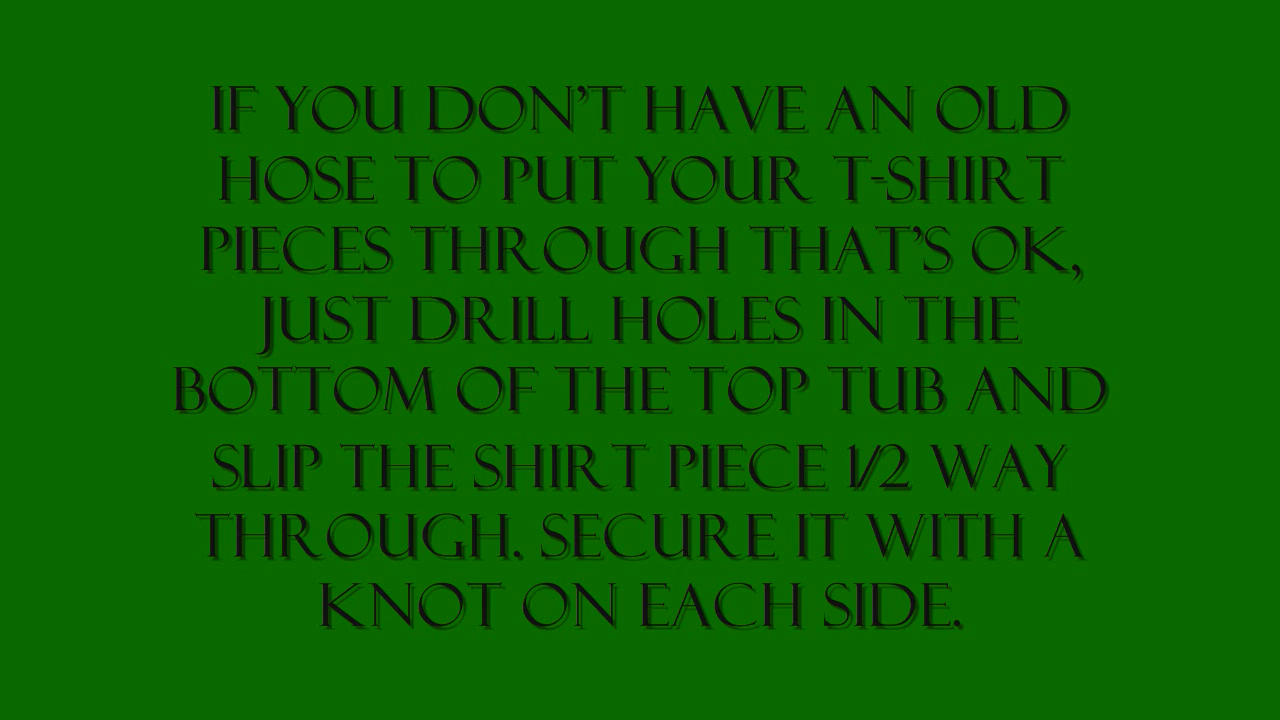 IF YOU DON'T HAVE AN OLD
HOSE TO PUT YOUR T-SHIRT
PIECES THROUGH THAT'S OK,
JUST DRILL HOLES IN THE
BOTTOM OF THE TOP TUB AND
SLIP THE SHIRT PIECE 1/2 WAY
THROUGH. SECURE IT WITH A
KNOT ON EACH SIDE.